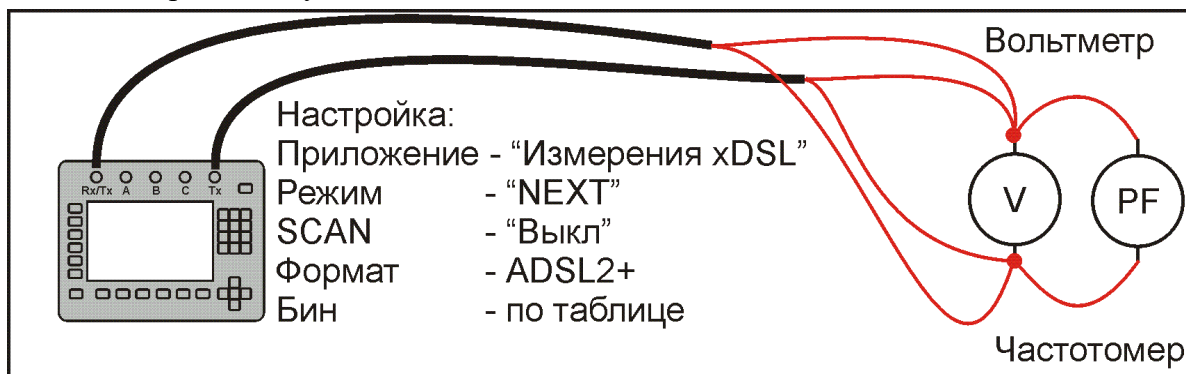 Вольтметр
Настройка:
Приложение - “Измерения xDSL”
Режим - “NEXT”
SCAN - “Выкл”
Формат - ADSL2+
Бин - по таблице
Rx/Tx A B C Tx
V
PF
Частотомер